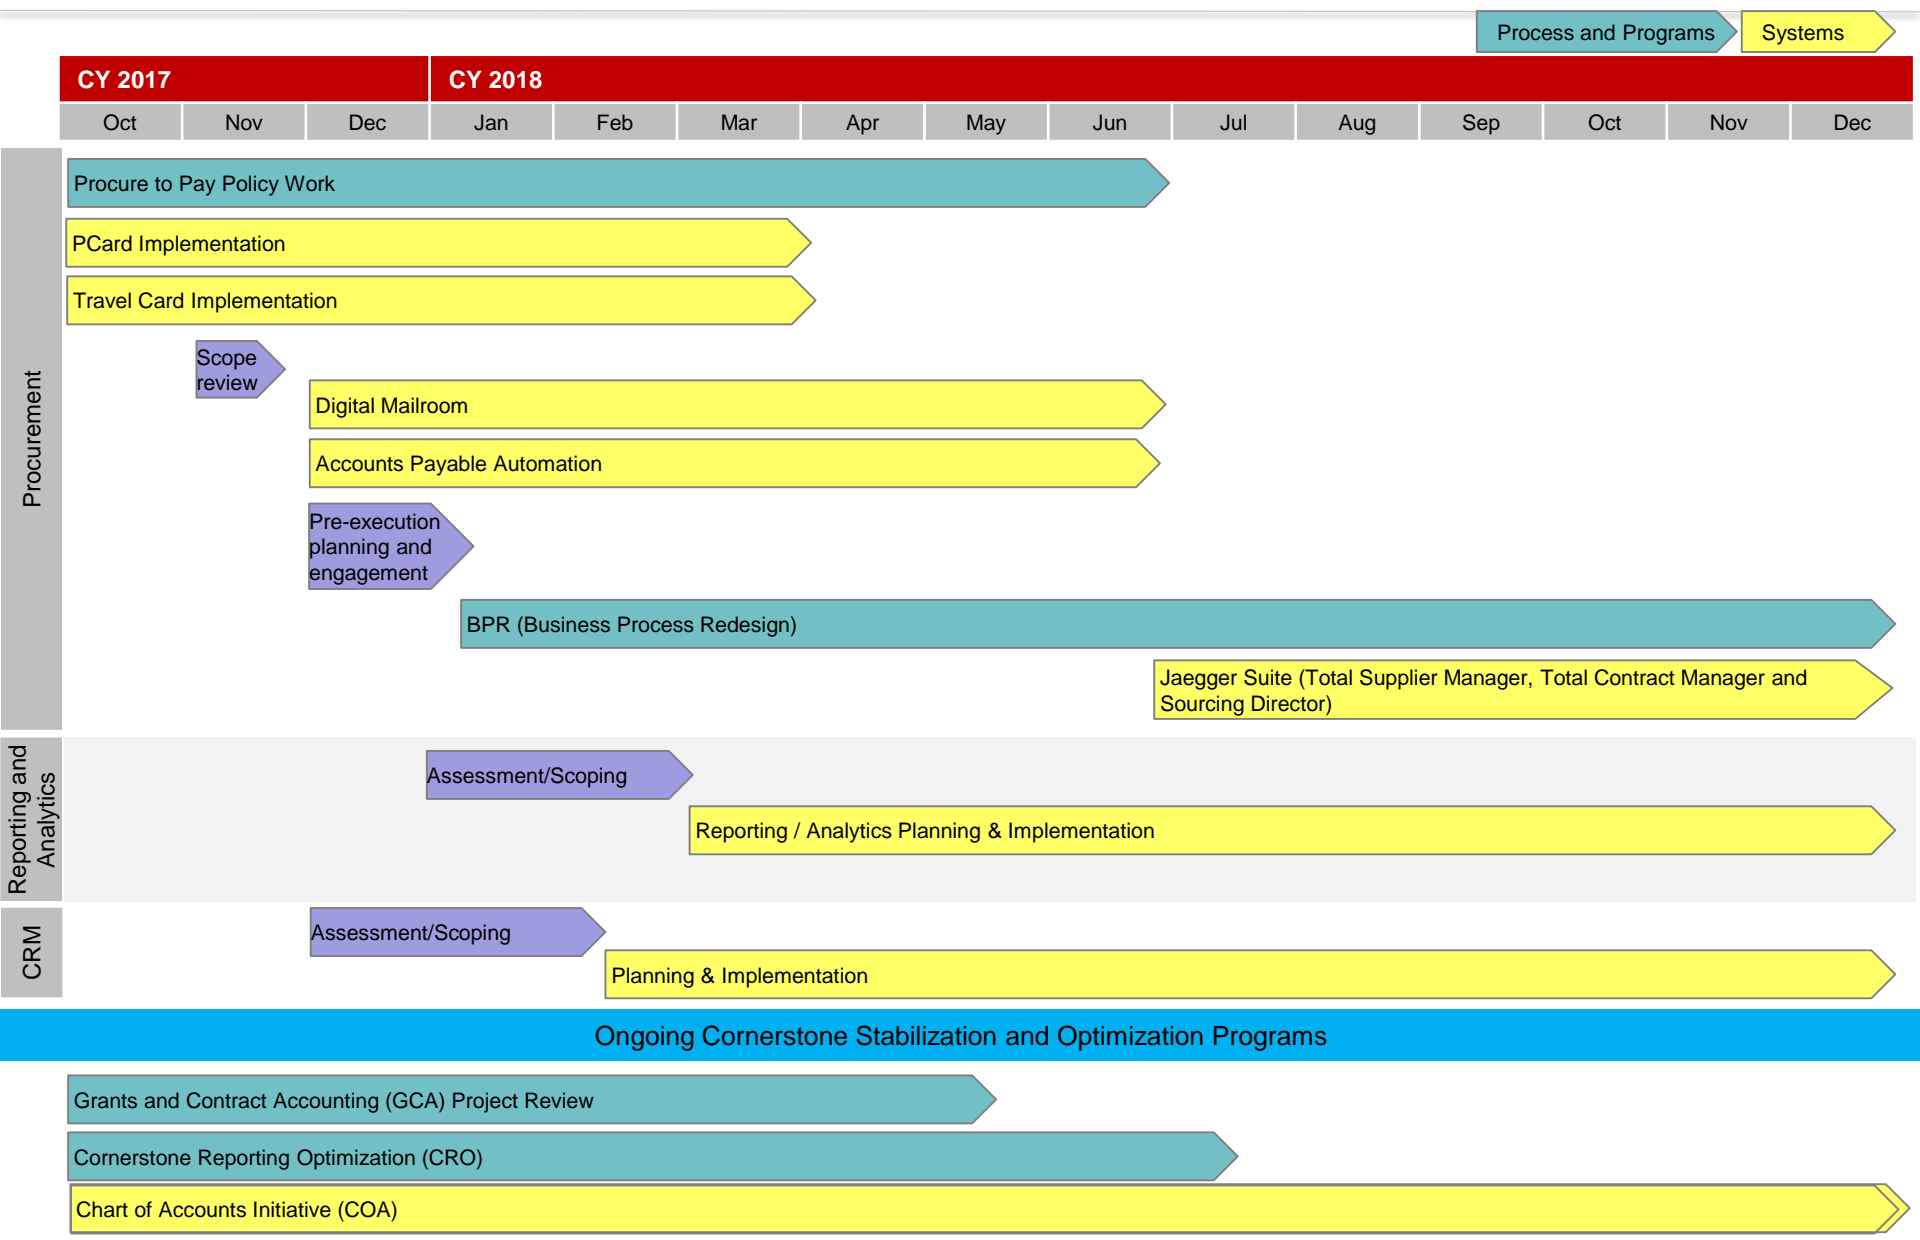 Process and Programs
Systems
CY 2017
CY 2018
Oct
Nov
Dec
Jan
Feb
Mar
Apr
May
Jun
Jul
Aug
Sep
Oct
Nov
Dec
Procurement
Procure to Pay Policy Work
PCard Implementation
Travel Card Implementation
Scope
review
Digital Mailroom
Accounts Payable Automation
Pre-execution
planning and
engagement
BPR (Business Process Redesign)
Jaegger Suite (Total Supplier Manager, Total Contract Manager and
Sourcing Director)
Reporting and
Analytics
Assessment/Scoping
Reporting / Analytics Planning & Implementation
CRM
Assessment/Scoping
Planning & Implementation
Ongoing Cornerstone Stabilization and Optimization Programs
Grants and Contract Accounting (GCA) Project Review
Cornerstone Reporting Optimization (CRO)
Chart of Accounts Initiative (COA)